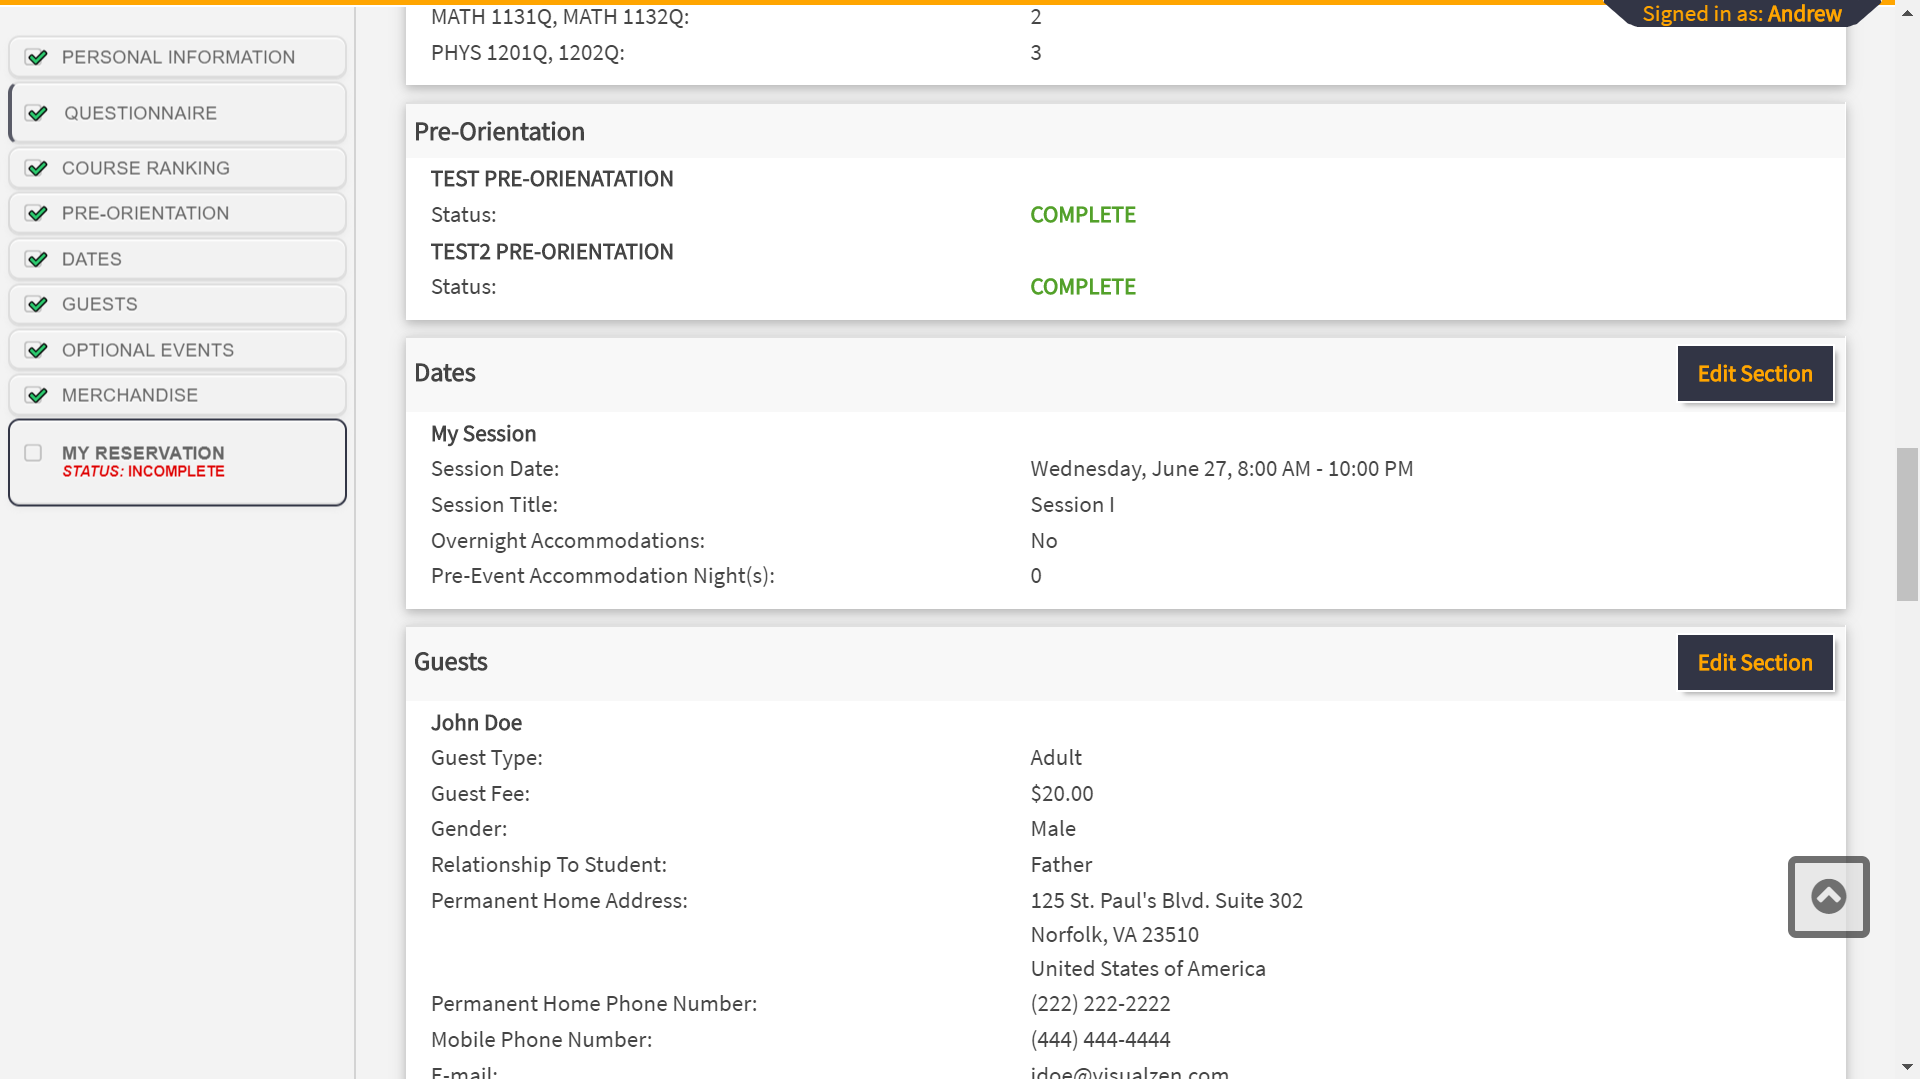 Signed in as: Andrew
PERSONAL INFORMATION
QUESTIONNAIRE
COURSE RANKING
PRE-ORIENTATION
DATES
GUESTS
OPTIONAL EVENTS
MERCHANDISE
MY RESERVATION
STATUS: INCOMPLETE
MATH 1131Q, MATH 1132Q: 2
PHYS 1201Q, 1202Q: 3
Pre-Orientation
TEST PRE-ORIENATATION
Status: COMPLETE
TEST2 PRE-ORIENTATION
Status: COMPLETE
Dates Edit Section
My Session
Session Date: Wednesday, June 27, 8:00 AM - 10:00 PM
Session Title: Session I
Overnight Accommodations: No
Pre-Event Accommodation Night(s): 0
Guests Edit Section
John Doe
Guest Type: Adult
Guest Fee: $20.00
Gender: Male
Relationship To Student: Father
Permanent Home Address: 125 St. Paul's Blvd. Suite 302
Norfolk, VA 23510
United States of America
Permanent Home Phone Number: (222) 222-2222
Mobile Phone Number: (444) 444-4444
E-mail: jdoe@visualzen.com